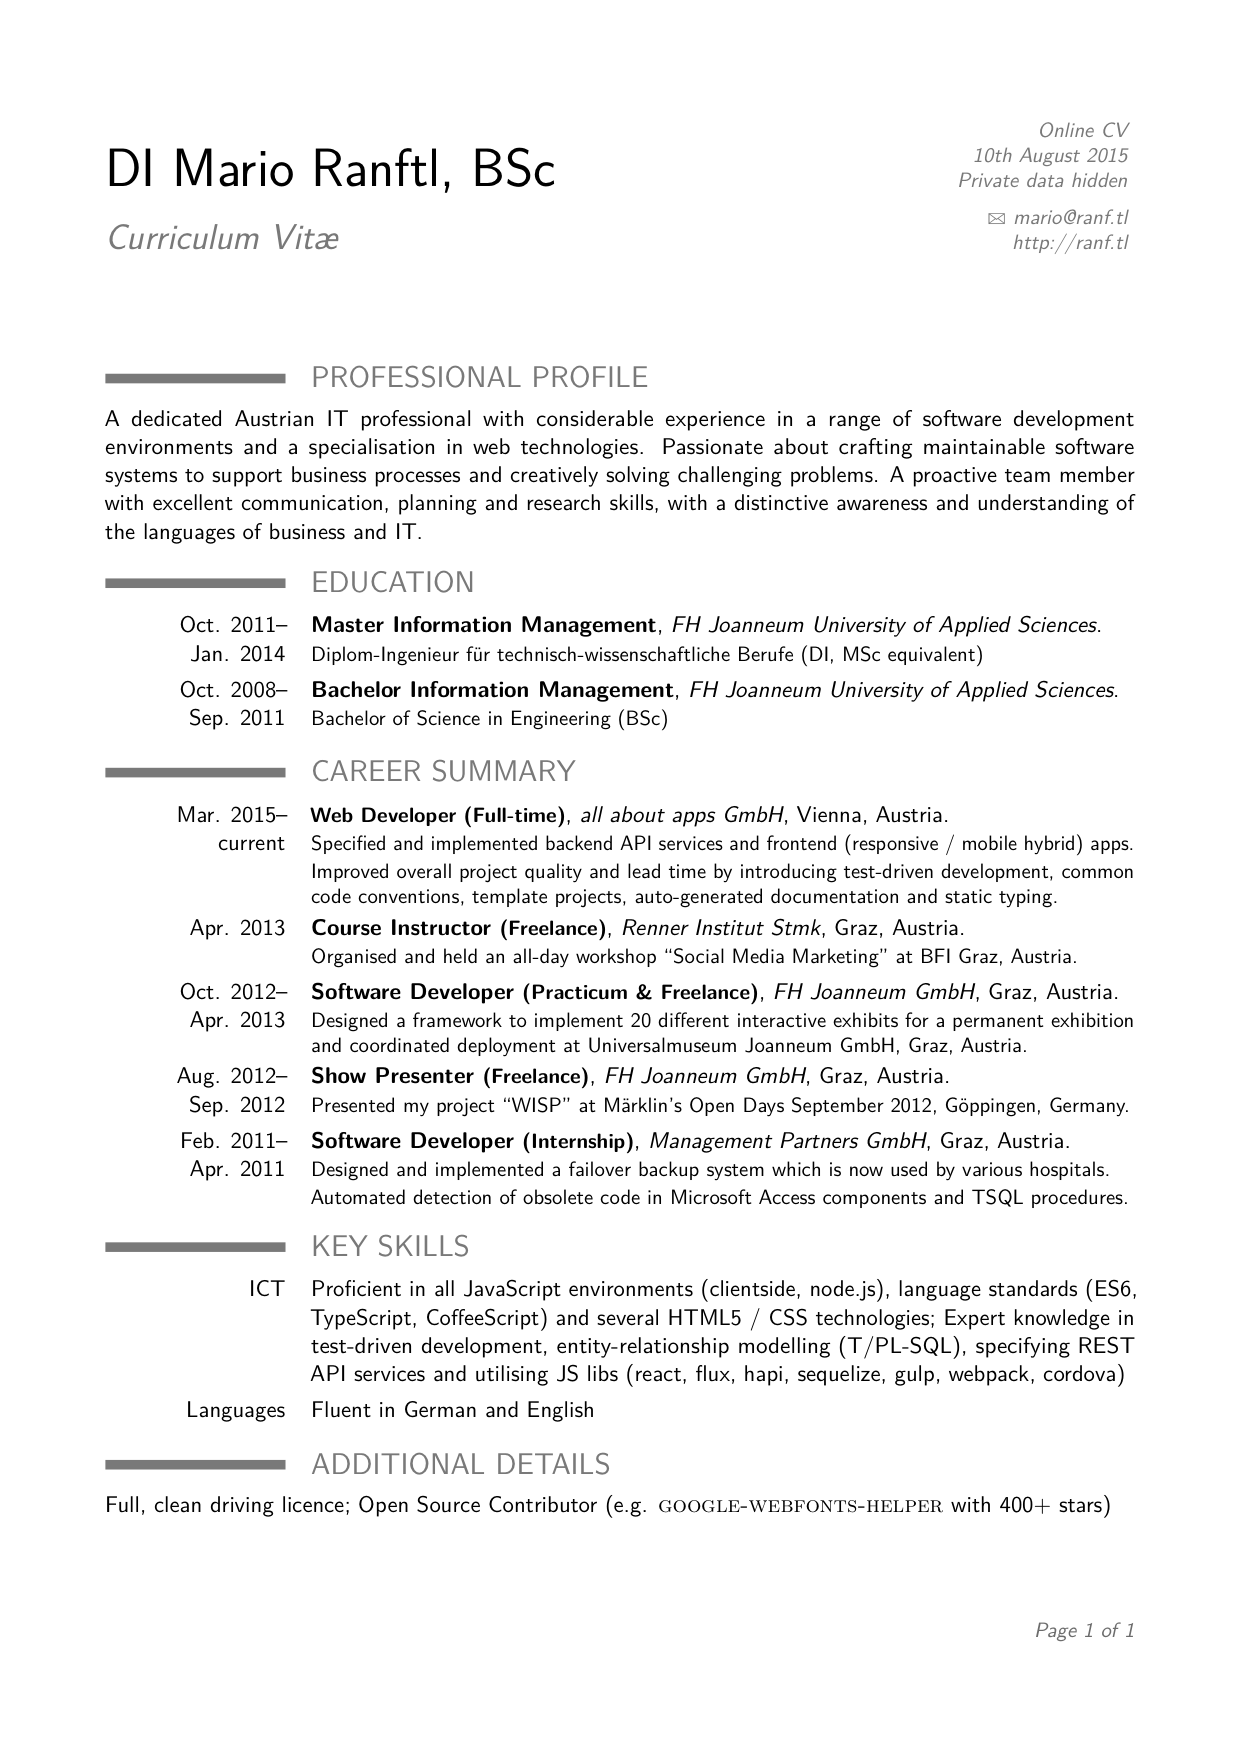 DI Mario Ranftl, BSc
Curriculum Vitæ
Online CV
10th August 2015
Private data hidden
✉ mario@ranf.tl
http://ranf.tl
PROFESSIONAL PROFILE
A dedicated Austrian IT professional with considerable experience in a range of software development
environments and a specialisation in web technologies. Passionate about crafting maintainable software
systems to support business processes and creatively solving challenging problems. A proactive team member
with excellent communication, planning and research skills, with a distinctive awareness and understanding of
the languages of business and IT.
EDUCATION
Oct. 2011– Master Information Management, FH Joanneum University of Applied Sciences.
Jan. 2014 Diplom-Ingenieur für technisch-wissenschaftliche Berufe (DI, MSc equivalent)
Oct. 2008– Bachelor Information Management, FH Joanneum University of Applied Sciences.
Sep. 2011 Bachelor of Science in Engineering (BSc)
CAREER SUMMARY
Mar. 2015– Web Developer (Full-time), all about apps GmbH, Vienna, Austria.
current Specified and implemented backend API services and frontend (responsive / mobile hybrid) apps.
Improved overall project quality and lead time by introducing test-driven development, common
code conventions, template projects, auto-generated documentation and static typing.
Apr. 2013 Course Instructor (Freelance), Renner Institut Stmk, Graz, Austria.
Organised and held an all-day workshop “Social Media Marketing” at BFI Graz, Austria.
Oct. 2012– Software Developer (Practicum & Freelance), FH Joanneum GmbH, Graz, Austria.
Apr. 2013 Designed a framework to implement 20 different interactive exhibits for a permanent exhibition
and coordinated deployment at Universalmuseum Joanneum GmbH, Graz, Austria.
Aug. 2012– Show Presenter (Freelance), FH Joanneum GmbH, Graz, Austria.
Sep. 2012 Presented my project “WISP” at Märklin’s Open Days September 2012, Göppingen, Germany.
Feb. 2011– Software Developer (Internship), Management Partners GmbH, Graz, Austria.
Apr. 2011 Designed and implemented a failover backup system which is now used by various hospitals.
Automated detection of obsolete code in Microsoft Access components and TSQL procedures.
KEY SKILLS
ICT Proficient in all JavaScript environments (clientside, node.js), language standards (ES6,
TypeScript, CoffeeScript) and several HTML5 / CSS technologies; Expert knowledge in
test-driven development, entity-relationship modelling (T/PL-SQL), specifying REST
API services and utilising JS libs (react, flux, hapi, sequelize, gulp, webpack, cordova)
Languages Fluent in German and English
ADDITIONAL DETAILS
Full, clean driving licence; Open Source Contributor (e.g. GOOGLE-WEBFONTS-HELPER with 400+ stars)
Page 1 of 1